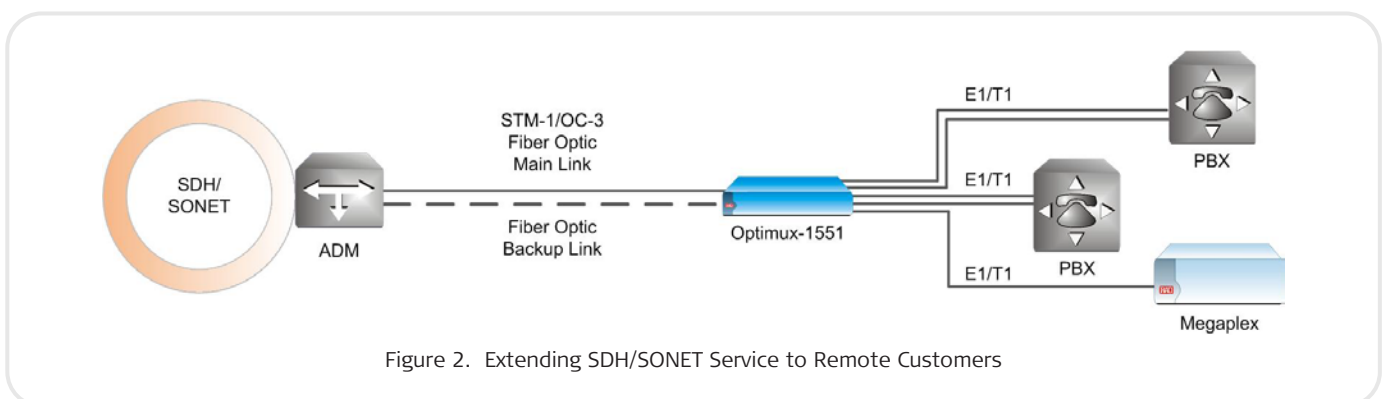 SDH/
SONET
ADM
STM-1/OC-3
Fiber Optic
Main Link
Fiber Optic
Backup Link
Optimux-1551
E1/T1
PBX
E1/T1
PBX
E1/T1
Megaplex
Figure 2. Extending SDH/SONET Service to Remote Customers